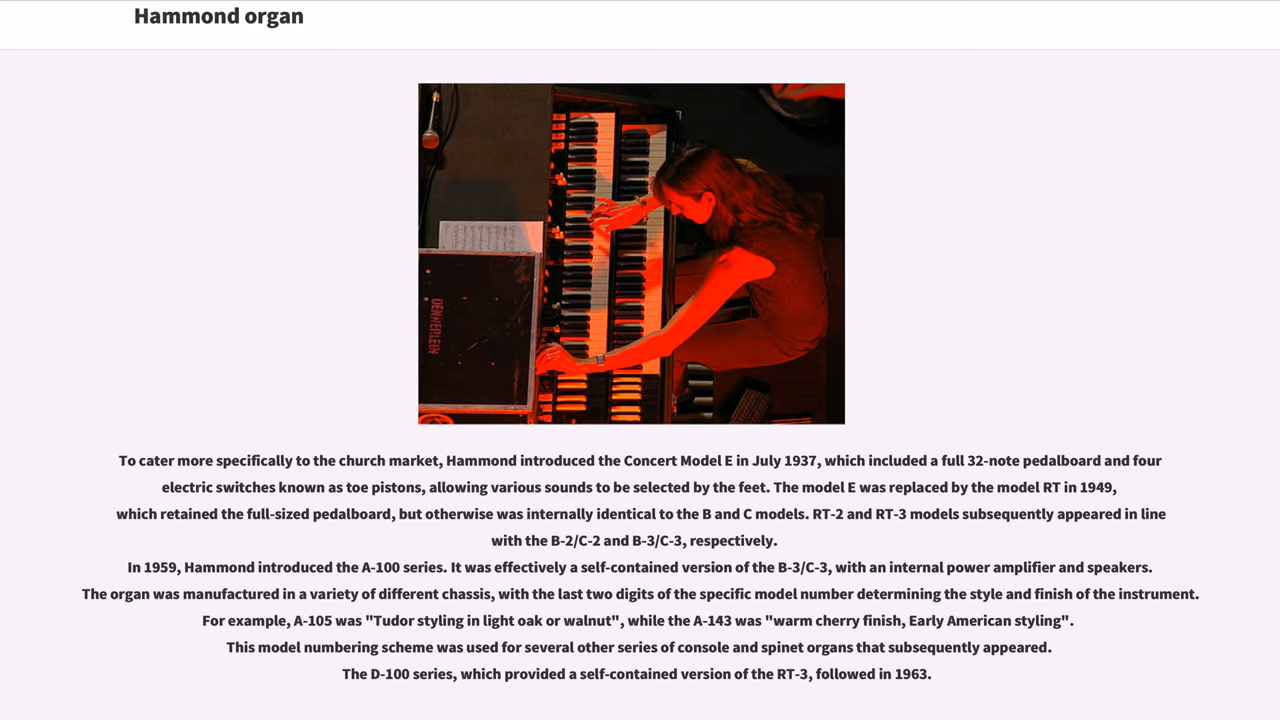 Hammond organ
DENNERLEIN
To cater more specifically to the church market, Hammond introduced the Concert Model E in July 1937, which included a full 32-note pedalboard and four
electric switches known as toe pistons, allowing various sounds to be selected by the feet. The model E was replaced by the model RT in 1949,
which retained the full-sized pedalboard, but otherwise was internally identical to the B and C models. RT-2 and RT-3 models subsequently appeared in line
with the B-2/C-2 and B-3/C-3, respectively.
In 1959, Hammond introduced the A-100 series. It was effectively a self-contained version of the B-3/C-3, with an internal power amplifier and speakers.
The organ was manufactured in a variety of different chassis, with the last two digits of the specific model number determining the style and finish of the instrument.
For example, A-105 was "Tudor styling in light oak or walnut", while the A-143 was "warm cherry finish, Early American styling".
This model numbering scheme was used for several other series of console and spinet organs that subsequently appeared.
The D-100 series, which provided a self-contained version of the RT-3, followed in 1963.